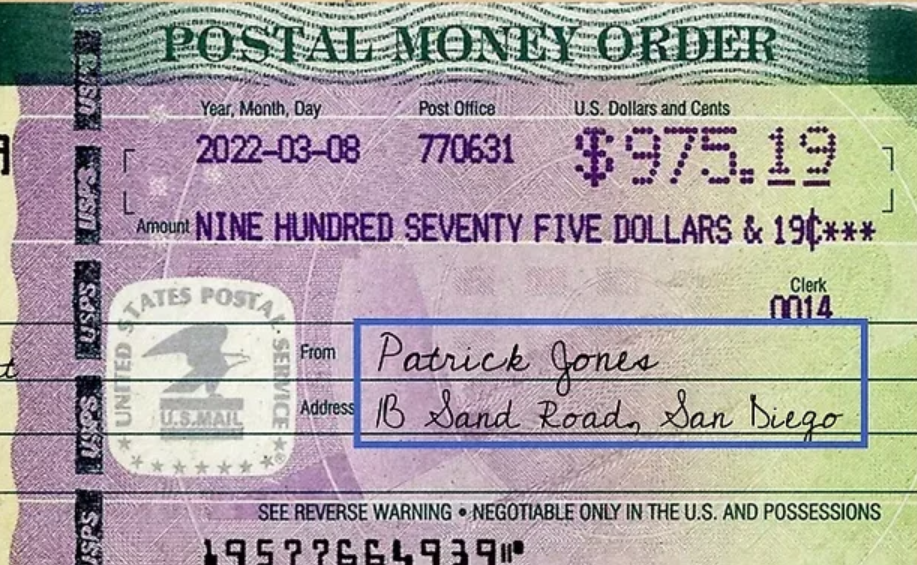 POSTAL MONEY ORDER
Year, Month, Day Post Office U.S. Dollars and Cents
2022-03-08 770631 $975.19
Amount NINE HUNDRED SEVENTY FIVE DOLLARS & 19¢***
Clerk
0014
UNITED STATES POSTAL SERVICE
U.S.MAIL
From Patrick Jones
Address 1B Sand Road, San Diego
SEE REVERSE WARNING • NEGOTIABLE ONLY IN THE U.S. AND POSSESSIONS
19577664939
USPS
USPS
USPS
USPS
USPS